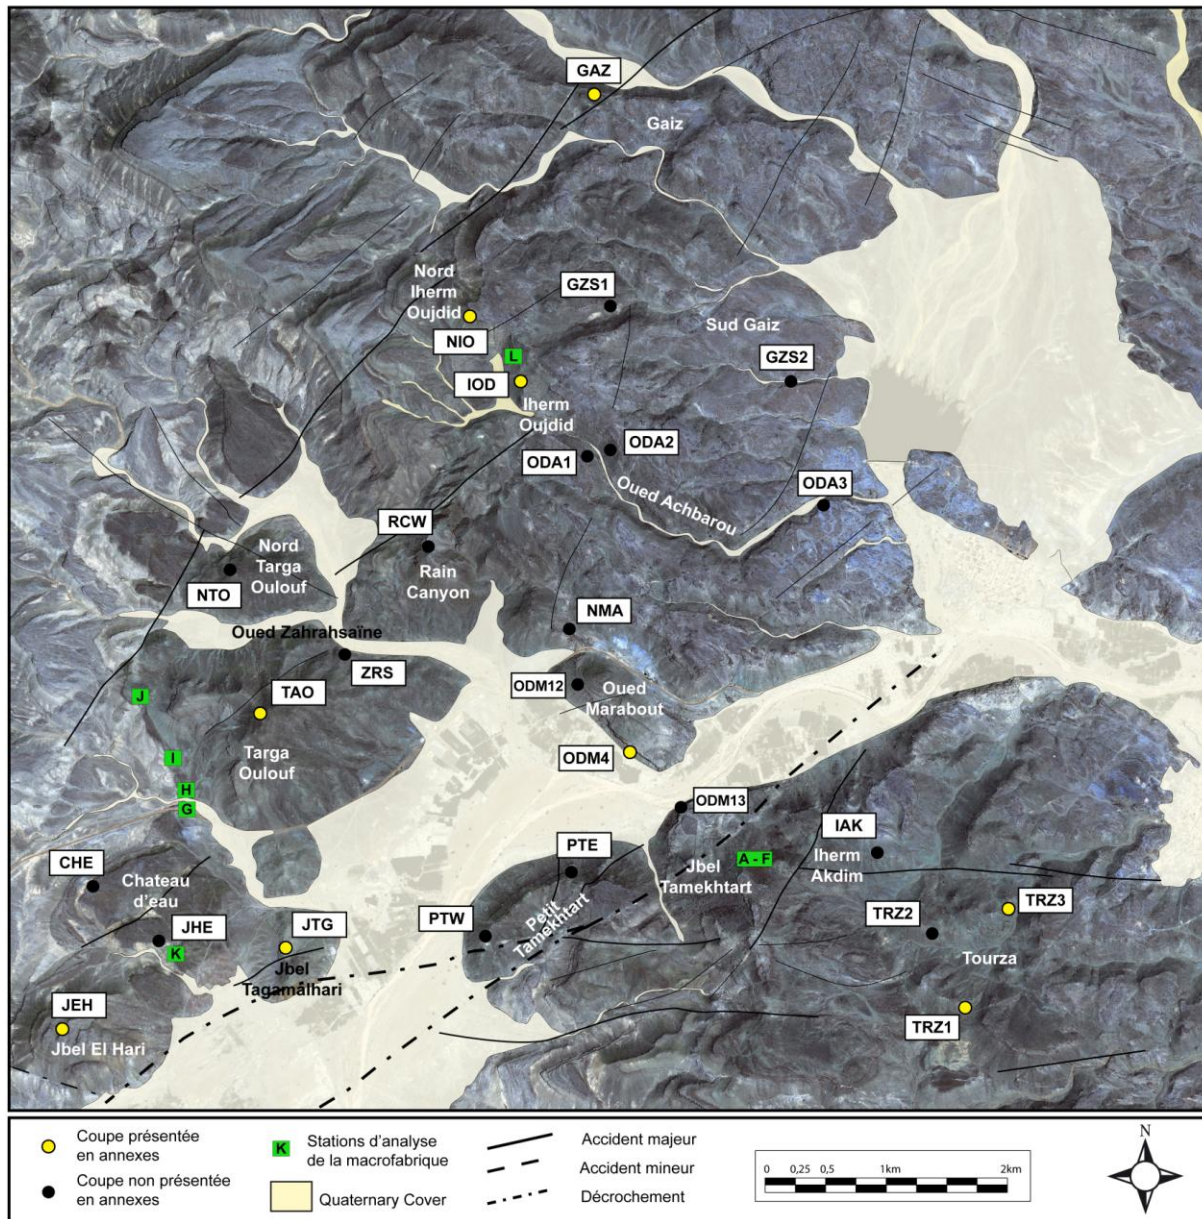 GAZ
Gaiz
Nord
Iherm
Oujdid
GZS1
NIO
Sud Gaiz
L
GZS2
IOD
Iherm
Oujdid
ODA2
ODA1
ODA3
Oued Achbarou
RCW
Nord
Targa
Oulouf
Rain
Canyon
NTO
NMA
Oued Zahrahsaïne
ZRS
ODM12
Oued
Marabout
J
TAO
Targa
Oulouf
I
ODM4
H
G
ODM13
IAK
CHE
PTE
A - F
Iherm
Akdim
Chateau
d'eau
Jbel
Tamekhtart
JHE
JTG
PTW
Petit
Tamekhtart
TRZ2
TRZ3
K
Jbel
Tagamalhari
Tourza
JEH
TRZ1
Jbel El Hari
Coupe présentée
en annexes
Coupe non présentée
en annexes
K
Stations d'analyse
de la macrofabrique
Quaternary Cover
Accident majeur
Accident mineur
Décrochement
0 0,25 0,5 1km 2km
N